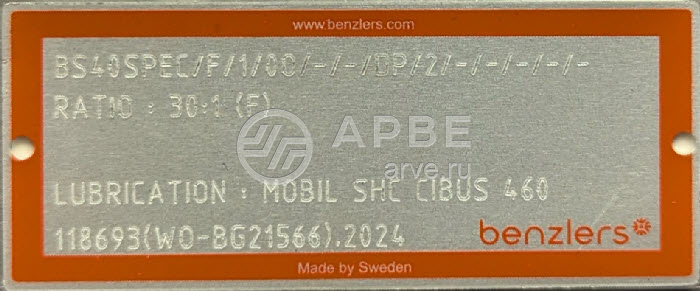 www.benzlers.com
BS40SPEC/F/1/00/-/-/DP/2/-/-/-/-/-
RATIO : 30:1 (F)
АРВЕ
arve.ru
LUBRICATION : MOBIL SHC CIBUS 460
118693(WO-BG21566).2024
benzlers
Made by Sweden